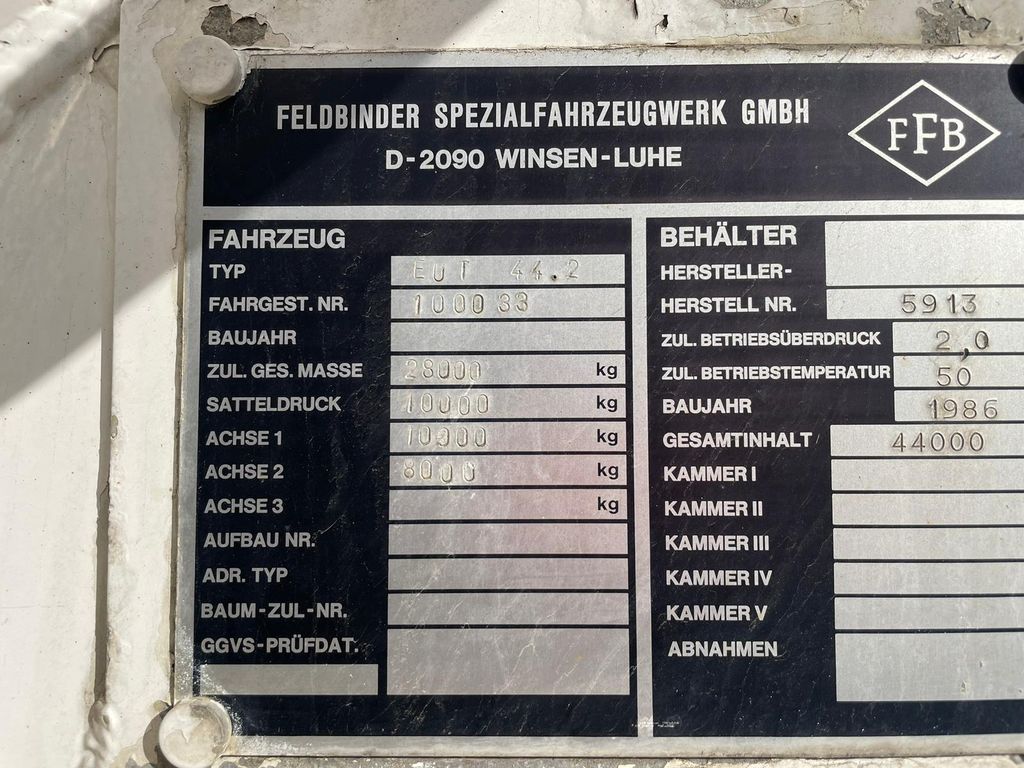 FELDBINDER SPEZIALFAHRZEUGWERK GMBH
D-2090 WINSEN-LUHE
FFB
FAHRZEUG
TYP EUT 44.2
FAHRGEST. NR. 100033
BAUJAHR
ZUL. GES. MASSE 28000 kg
SATTELDRUCK 10000 kg
ACHSE 1 10000 kg
ACHSE 2 8000 kg
ACHSE 3 kg
AUFBAU NR.
ADR. TYP
BAUM-ZUL-NR.
GGVS-PRÜFDAT.
BEHÄLTER
HERSTELLER-
HERSTELL NR. 5913
ZUL. BETRIEBSÜBERDRUCK 2,0
ZUL. BETRIEBSTEMPERATUR 50
BAUJAHR 1986
GESAMTINHALT 44000
KAMMER I
KAMMER II
KAMMER III
KAMMER IV
KAMMER V
ABNAHMEN